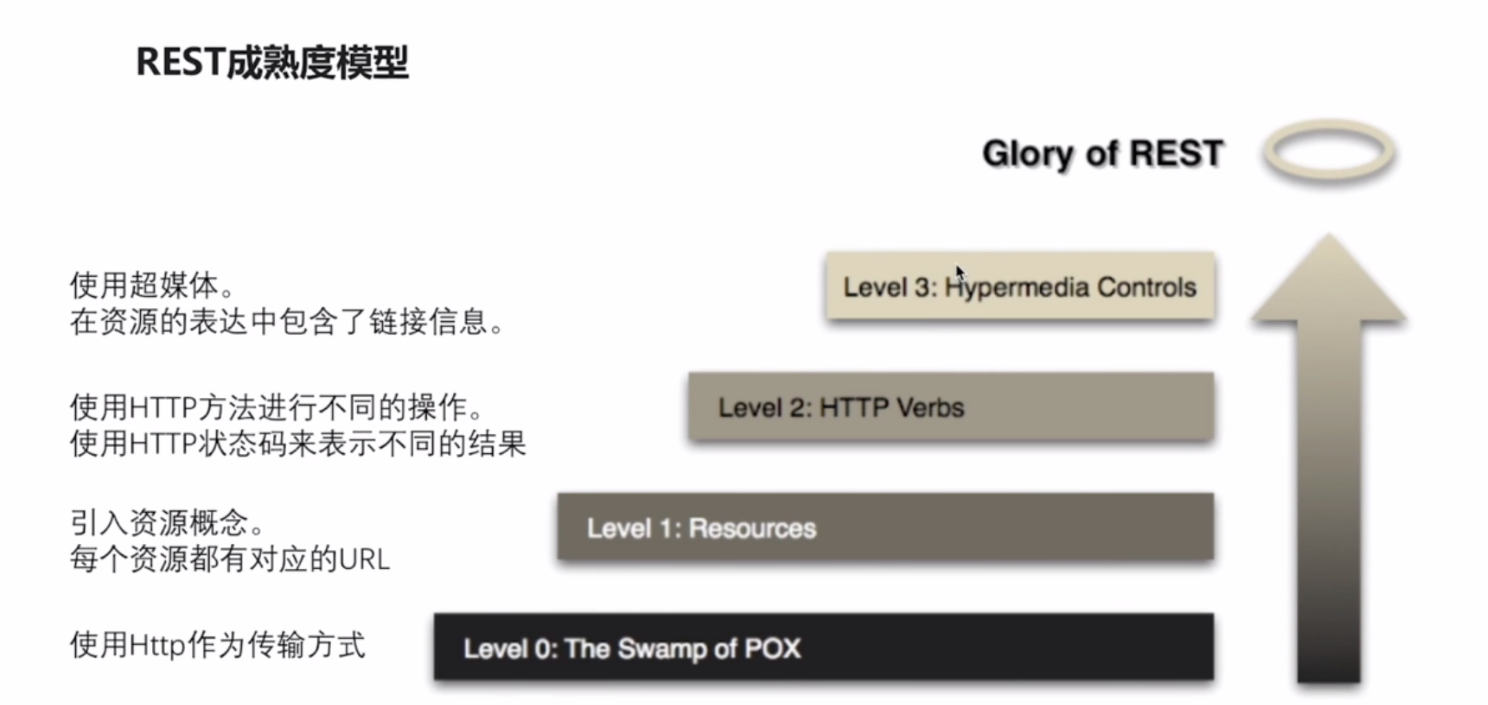 REST成熟度模型
Glory of REST
使用超媒体。
在资源的表达中包含了链接信息。
Level 3: Hypermedia Controls
使用HTTP方法进行不同的操作。
使用HTTP状态码来表示不同的结果
Level 2: HTTP Verbs
引入资源概念。
每个资源都有对应的URL
Level 1: Resources
使用Http作为传输方式
Level 0: The Swamp of POX